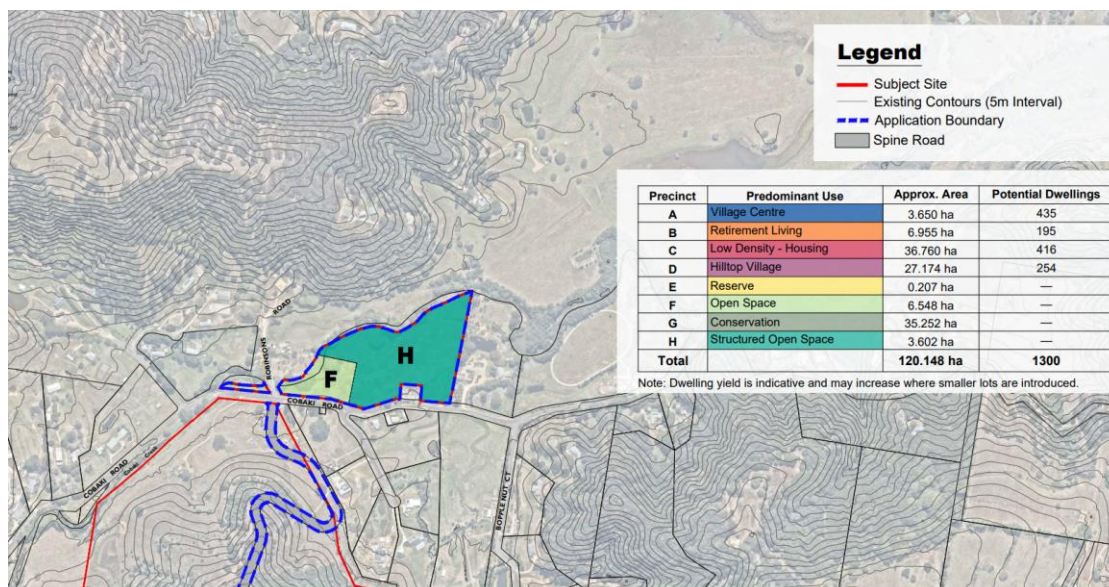 Legend
Subject Site
Existing Contours (5m Interval)
Application Boundary
Spine Road
Precinct Predominant Use Approx. Area Potential Dwellings
A Village Centre 3.650 ha 435
B Retirement Living 6.955 ha 195
C Low Density - Housing 36.760 ha 416
D Hilltop Village 27.174 ha 254
E Reserve 0.207 ha —
F Open Space 6.548 ha —
G Conservation 35.252 ha —
H Structured Open Space 3.602 ha —
Total 120.148 ha 1300
Note: Dwelling yield is indicative and may increase where smaller lots are introduced.
ROBINSONS ROAD
H
F
COBAKI ROAD
COBAKI ROAD
Cobaki Creek
BOPPLE NUT CT